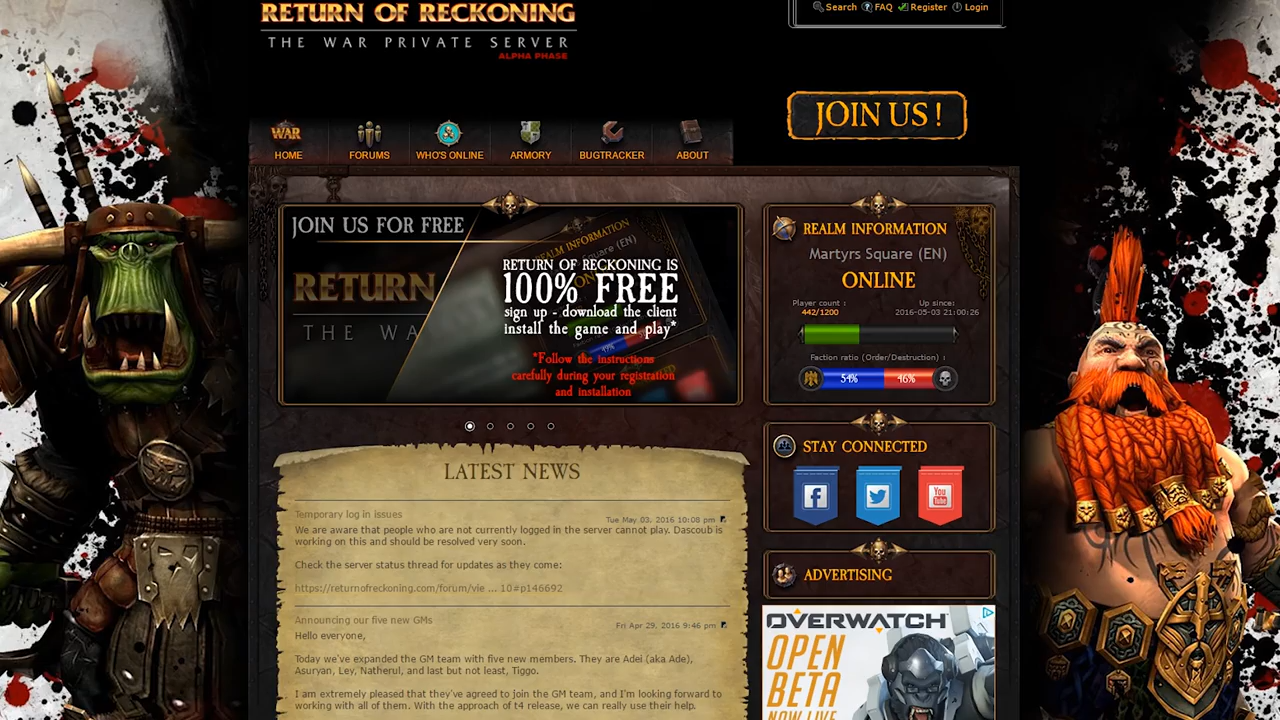 RETURN OF RECKONING
THE WAR PRIVATE SERVER
ALPHA PHASE
Search FAQ Register Login
JOIN US !
WAR
HOME
FORUMS
WHO'S ONLINE
ARMORY
BUGTRACKER
ABOUT
JOIN US FOR FREE
RETURN
THE WA
RETURN OF RECKONING IS
100% FREE
sign up - download the client
install the game and play*
*Follow the instructions
carefully during your registration
and installation
REALM INFORMATION
Martyrs Square (EN)
ONLINE
Player count : Up since:
442/1200 2016-05-03 21:00:26
Faction ratio (Order/Destruction) :
54% 46%
STAY CONNECTED
You
Tube
ADVERTISING
OVERWATCH
OPEN
BETA
NOW LIVE
LATEST NEWS
Temporary log in issues
Tue May 03, 2016 10:08 pm
We are aware that people who are not currently logged in the server cannot play. Dascoub is
working on this and should be resolved very soon.
Check the server status thread for updates as they come:
https://returnofreckoning.com/forum/vie ... 10#p146692
Announcing our five new GMs
Fri Apr 29, 2016 9:46 pm
Hello everyone,
Today we've expanded the GM team with five new members. They are Adei (aka Ade),
Asuryan, Ley, Natherul, and last but not least, Tiggo.
I am extremely pleased that they've agreed to join the GM team, and I'm looking forward to
working with all of them. With the approach of t4 release, we can really use their help.